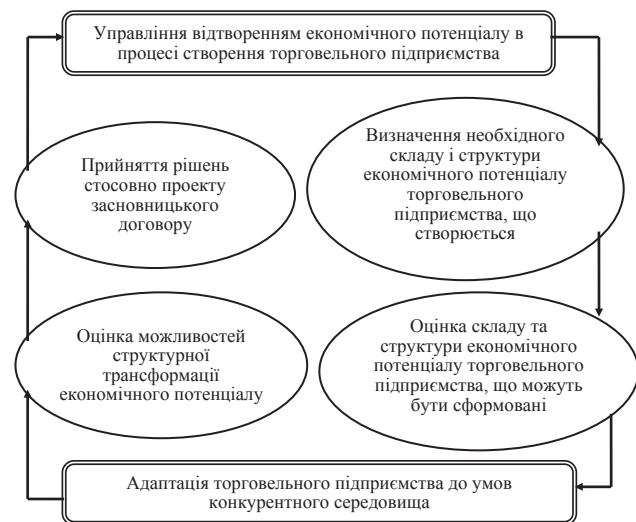 Управління відтворенням економічного потенціалу в
процесі створення торговельного підприємства
Прийняття рішень
стосовно проекту
засновницького
договору
Визначення необхідного
складу і структури
економічного потенціалу
торговельного
підприємства, що
створюється
Оцінка можливостей
структурної
трансформації
економічного потенціалу
Оцінка складу та
структури економічного
потенціалу торговельного
підприємства, що можуть
бути сформовані
Адаптація торговельного підприємства до умов
конкурентного середовища